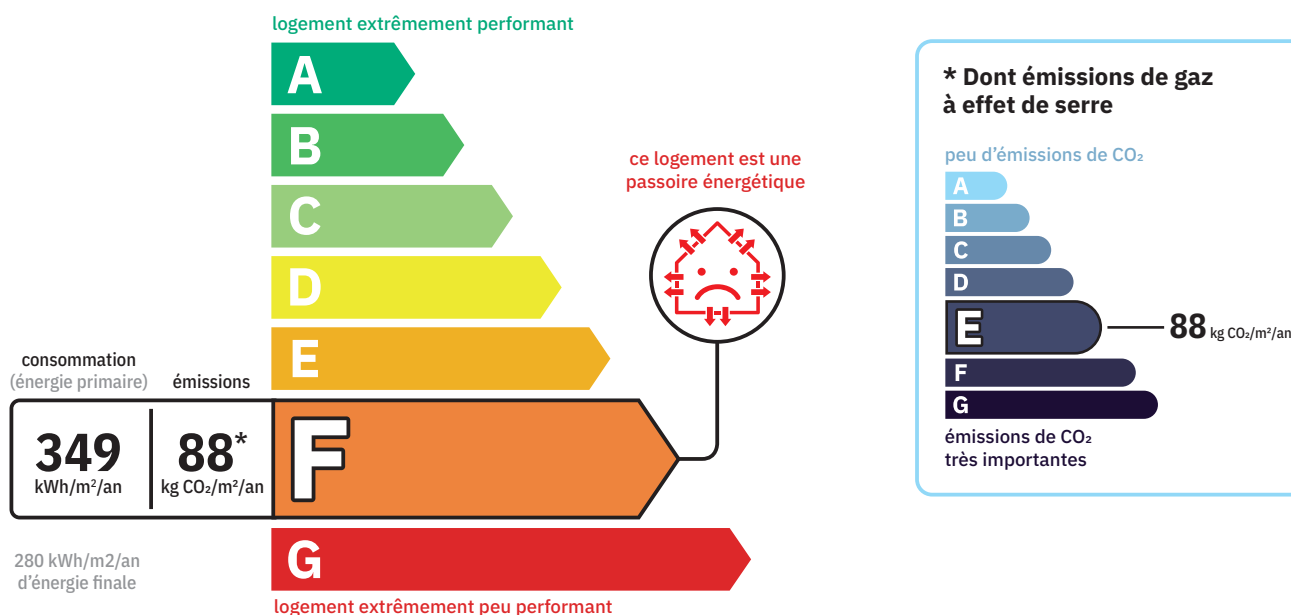 logement extrêmement performant
A
B
C
D
E
F
G
logement extrêmement peu performant
consommation
(énergie primaire)
émissions
349
kWh/m²/an
88*
kg CO₂/m²/an
280 kWh/m2/an
d'énergie finale
ce logement est une
passoire énergétique
* Dont émissions de gaz
à effet de serre
peu d'émissions de CO₂
A
B
C
D
E
88 kg CO₂/m²/an
F
G
émissions de CO₂
très importantes